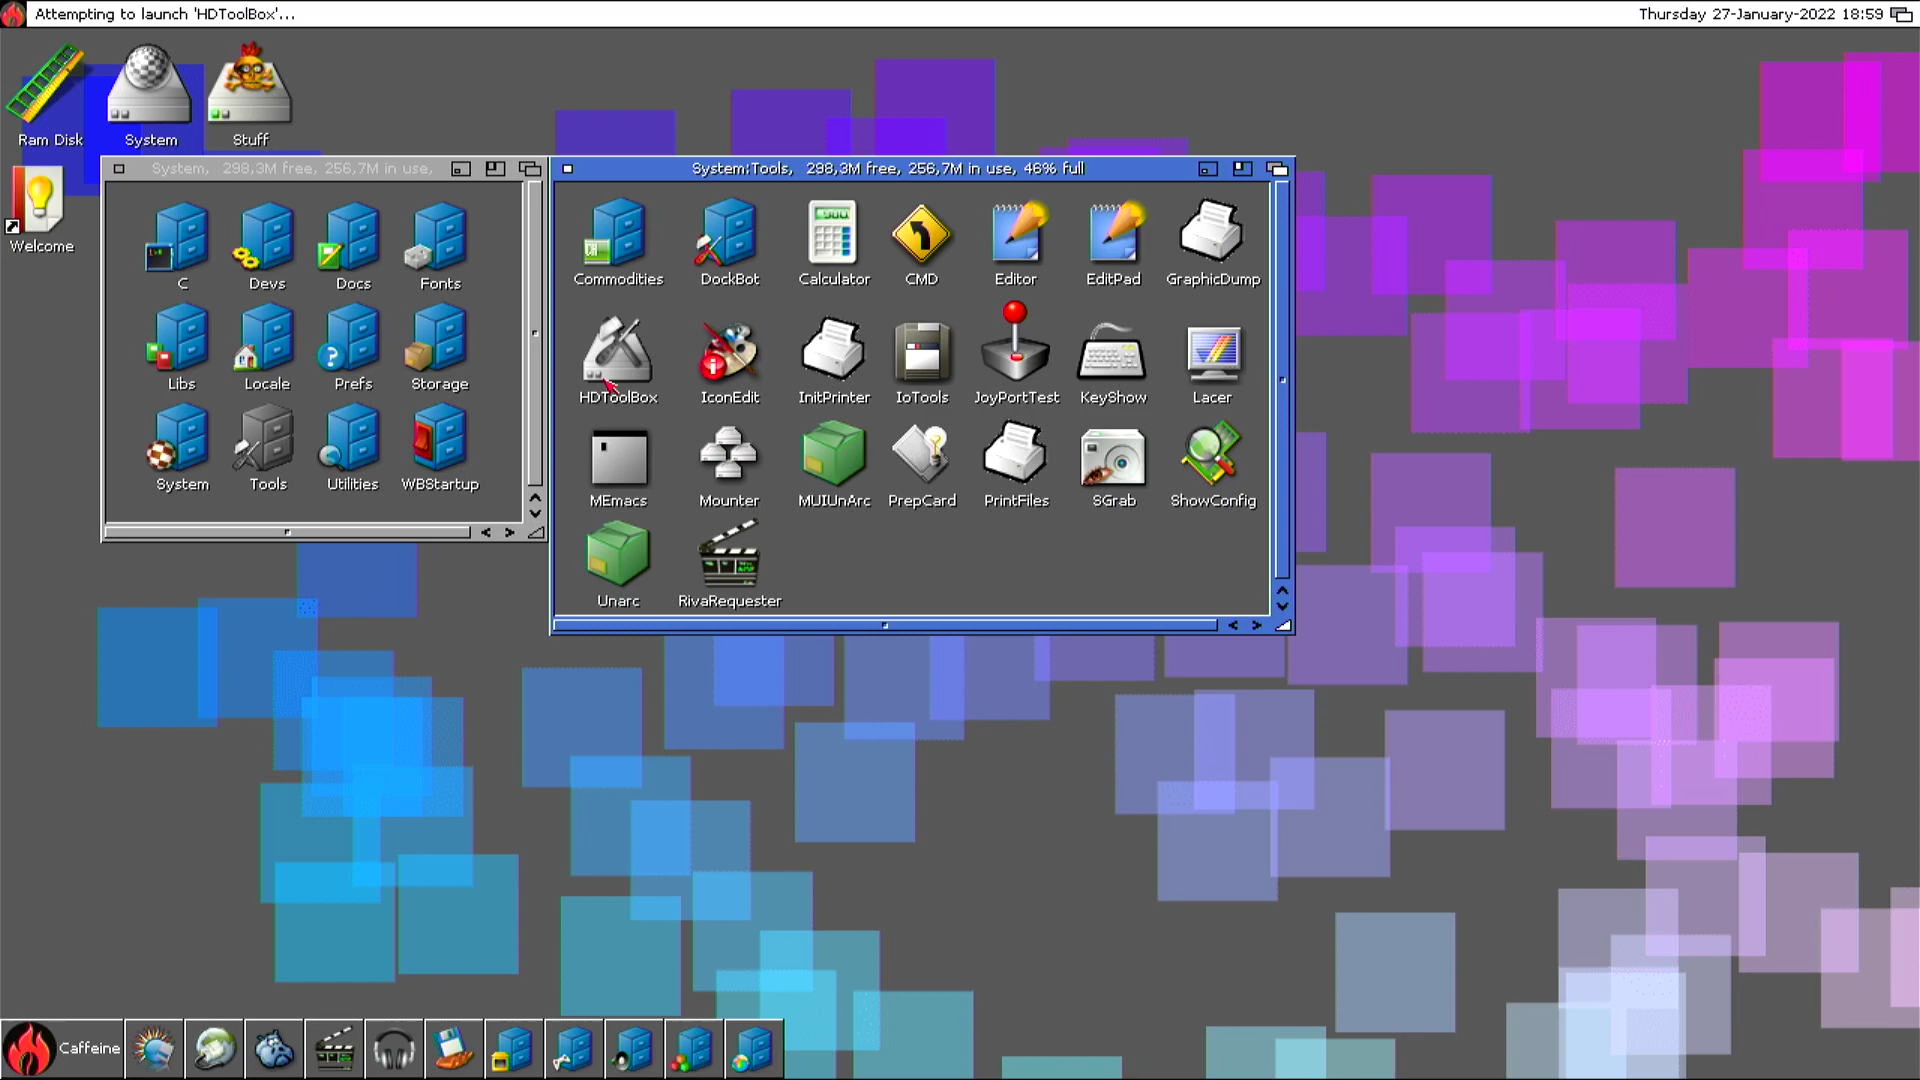 Attempting to launch 'HDToolBox'...
Thursday 27-January-2022 18:59
Ram Disk
System
Stuff
Welcome
System, 298,3M free, 256,7M in use,
C
Devs
Docs
Fonts
Libs
Locale
Prefs
Storage
System
Tools
Utilities
WBStartup
System:Tools, 298,3M free, 256,7M in use, 46% full
Commodities
DockBot
Calculator
CMD
Editor
EditPad
GraphicDump
HDToolBox
IconEdit
InitPrinter
IoTools
JoyPortTest
KeyShow
Lacer
MEmacs
Mounter
MUIUnArc
PrepCard
PrintFiles
SGrab
ShowConfig
Unarc
RivaRequester
Caffeine